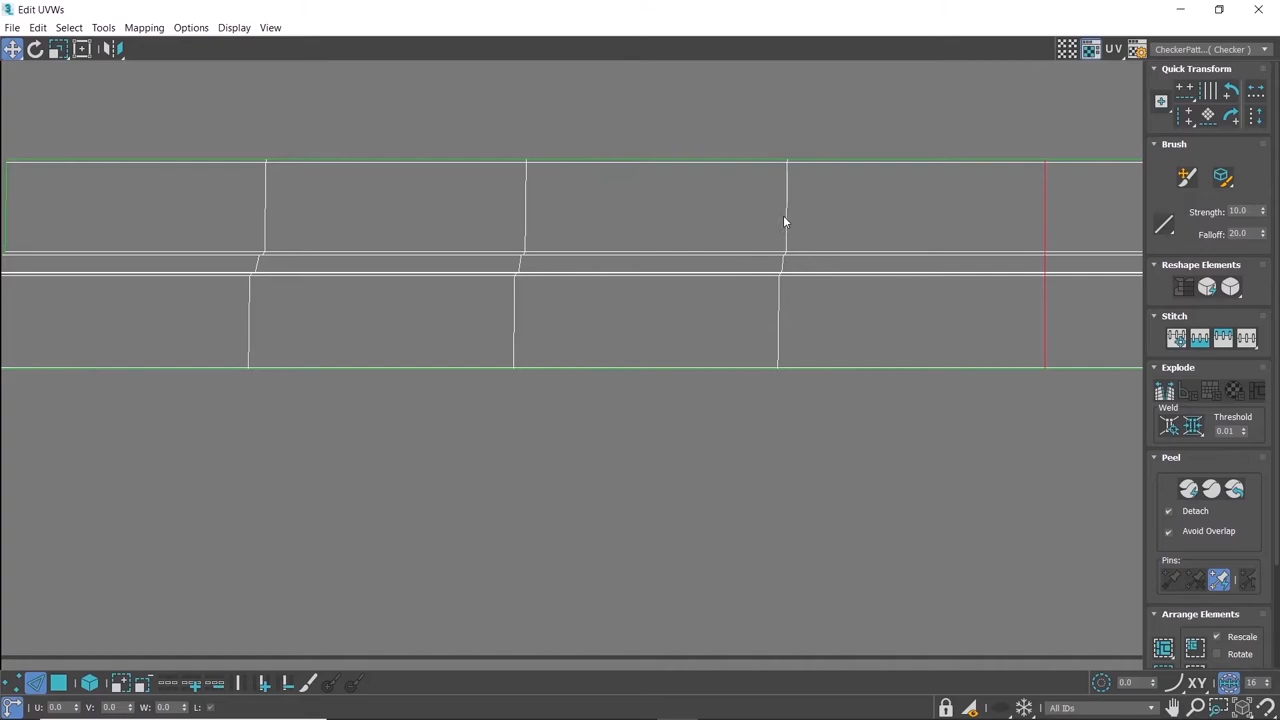 Edit UVWs
File Edit Select Tools Mapping Options Display View
UV
CheckerPatt...( Checker )
Quick Transform
Brush
Strength: 10.0
Falloff: 20.0
Reshape Elements
Stitch
Explode
Weld
Threshold
0.01
Peel
Detach
Avoid Overlap
Pins:
Arrange Elements
Rescale
Rotate
0.0
XY
16
U: 0.0 V: 0.0 W: 0.0 L:
All IDs